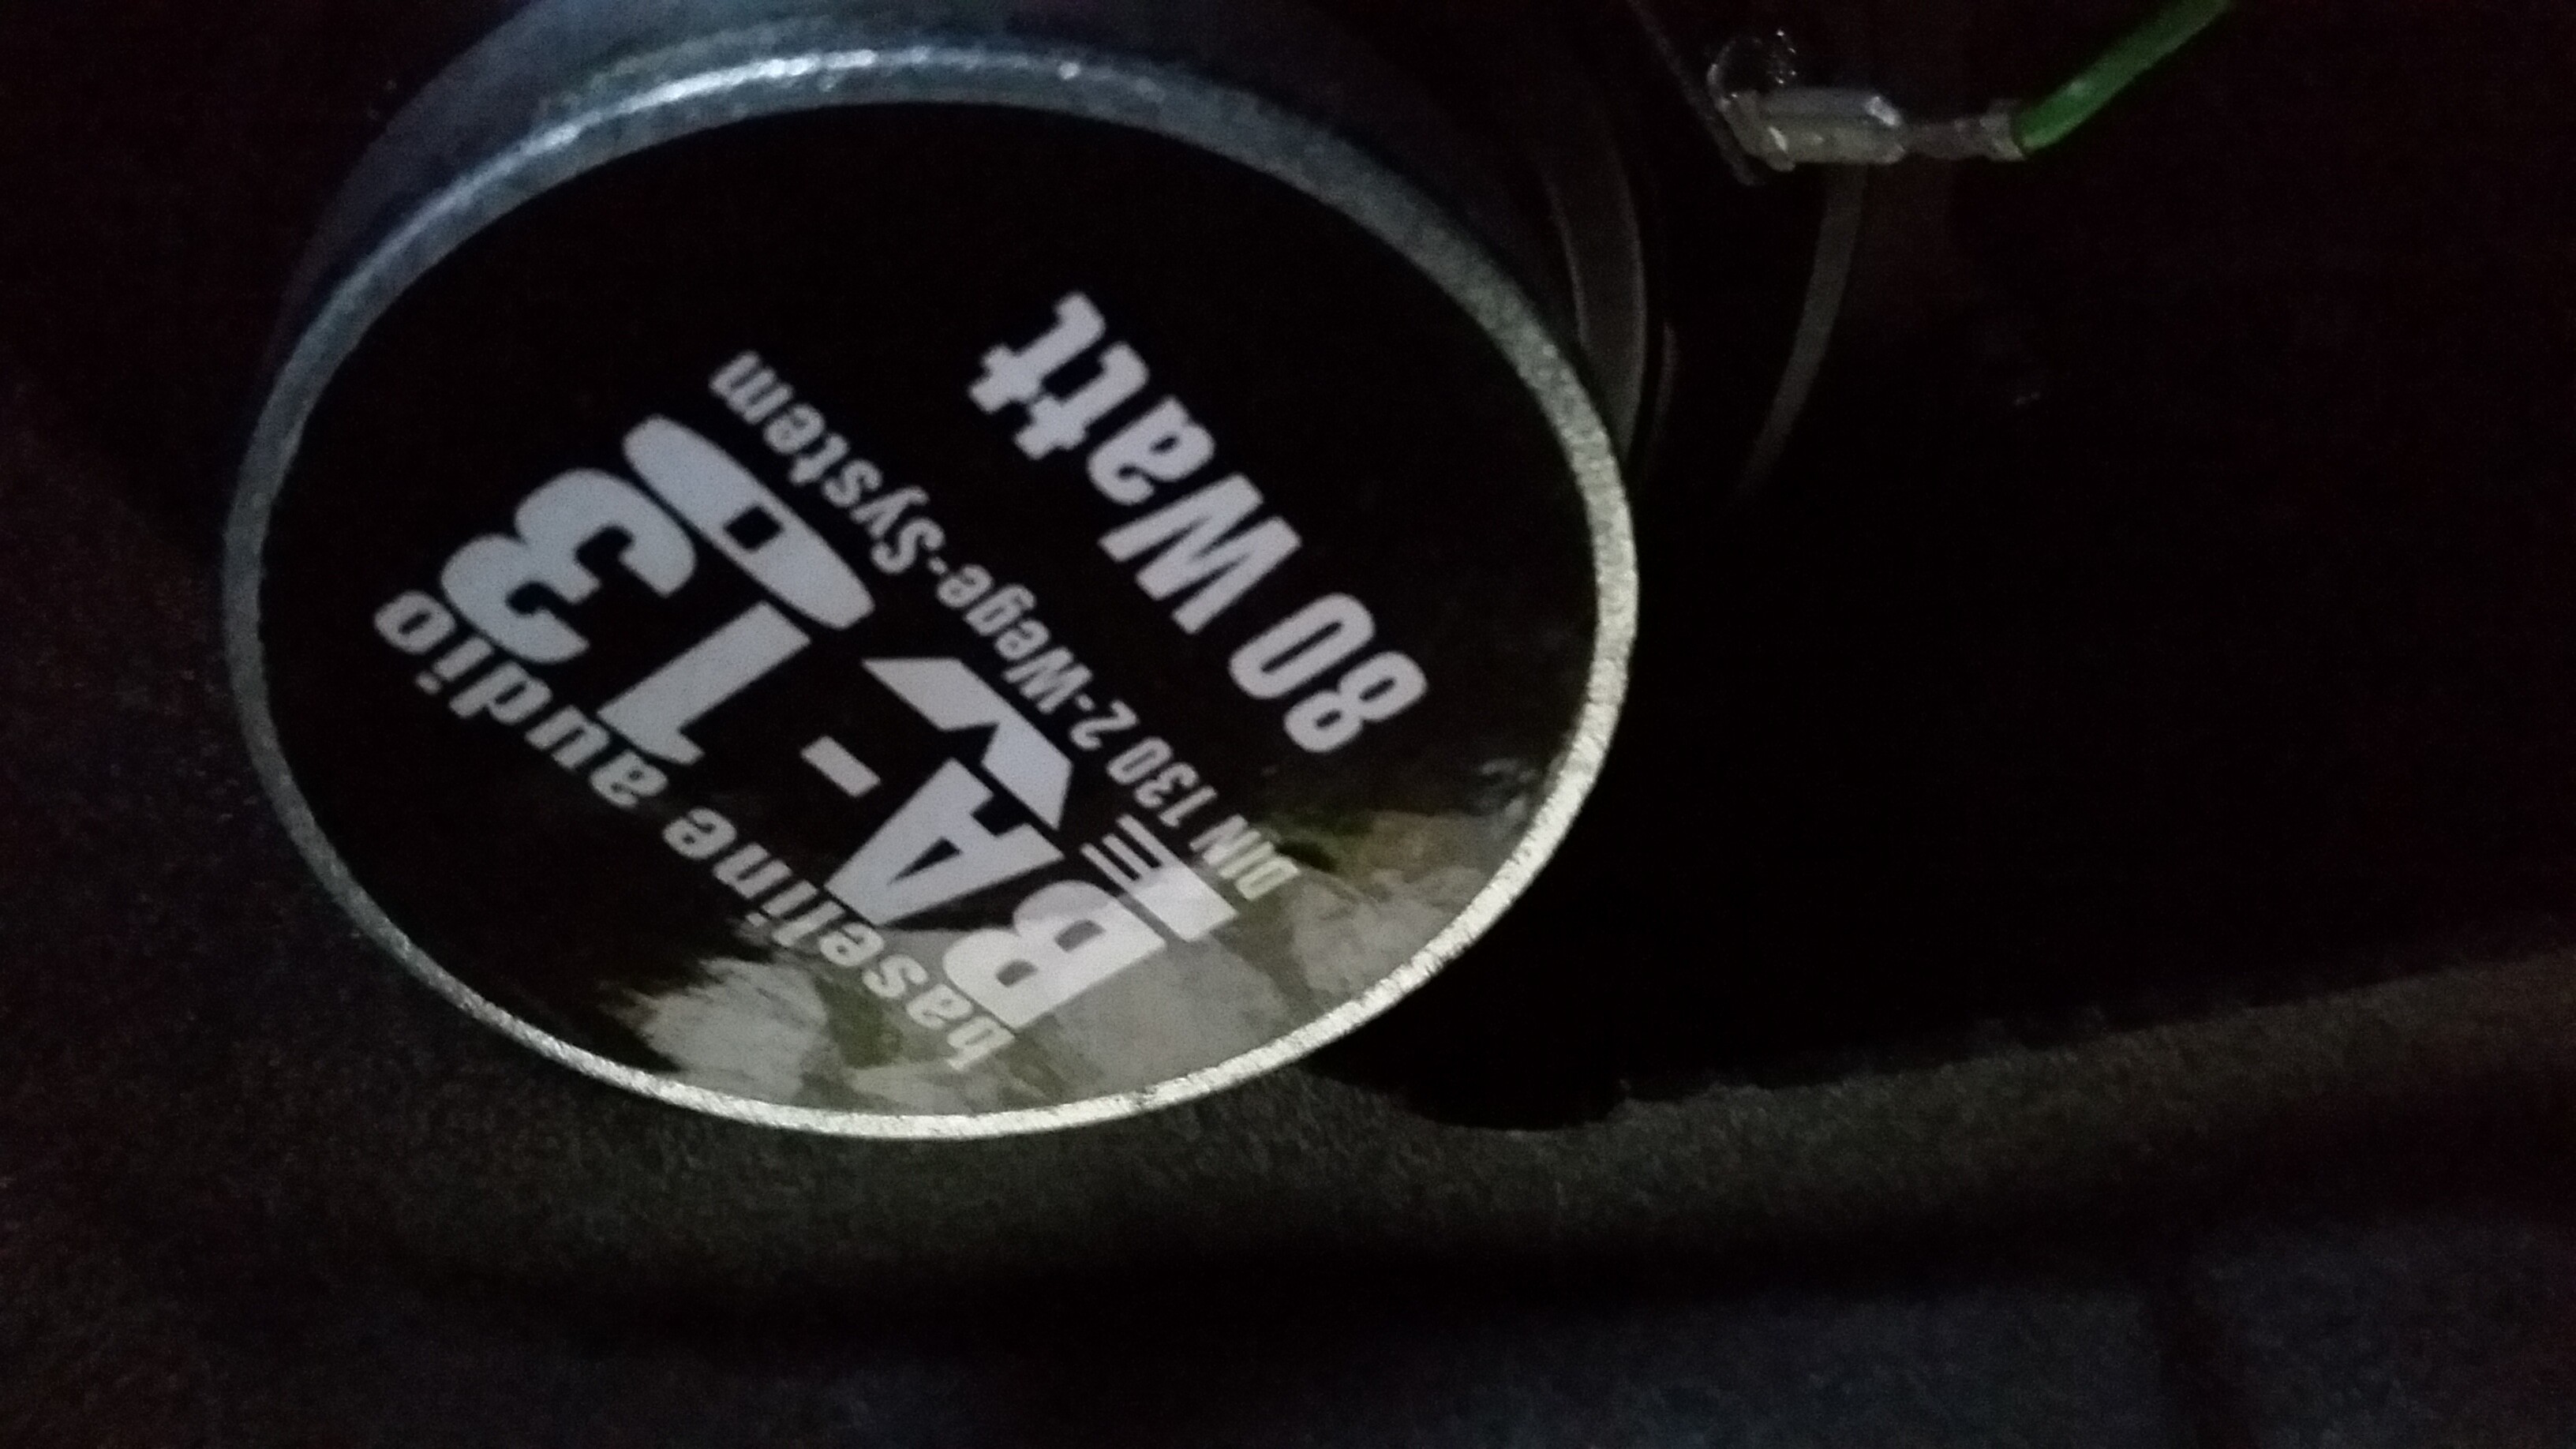 baseline audio
BA-13
DIN 130 2-Wege-System
80 Watt